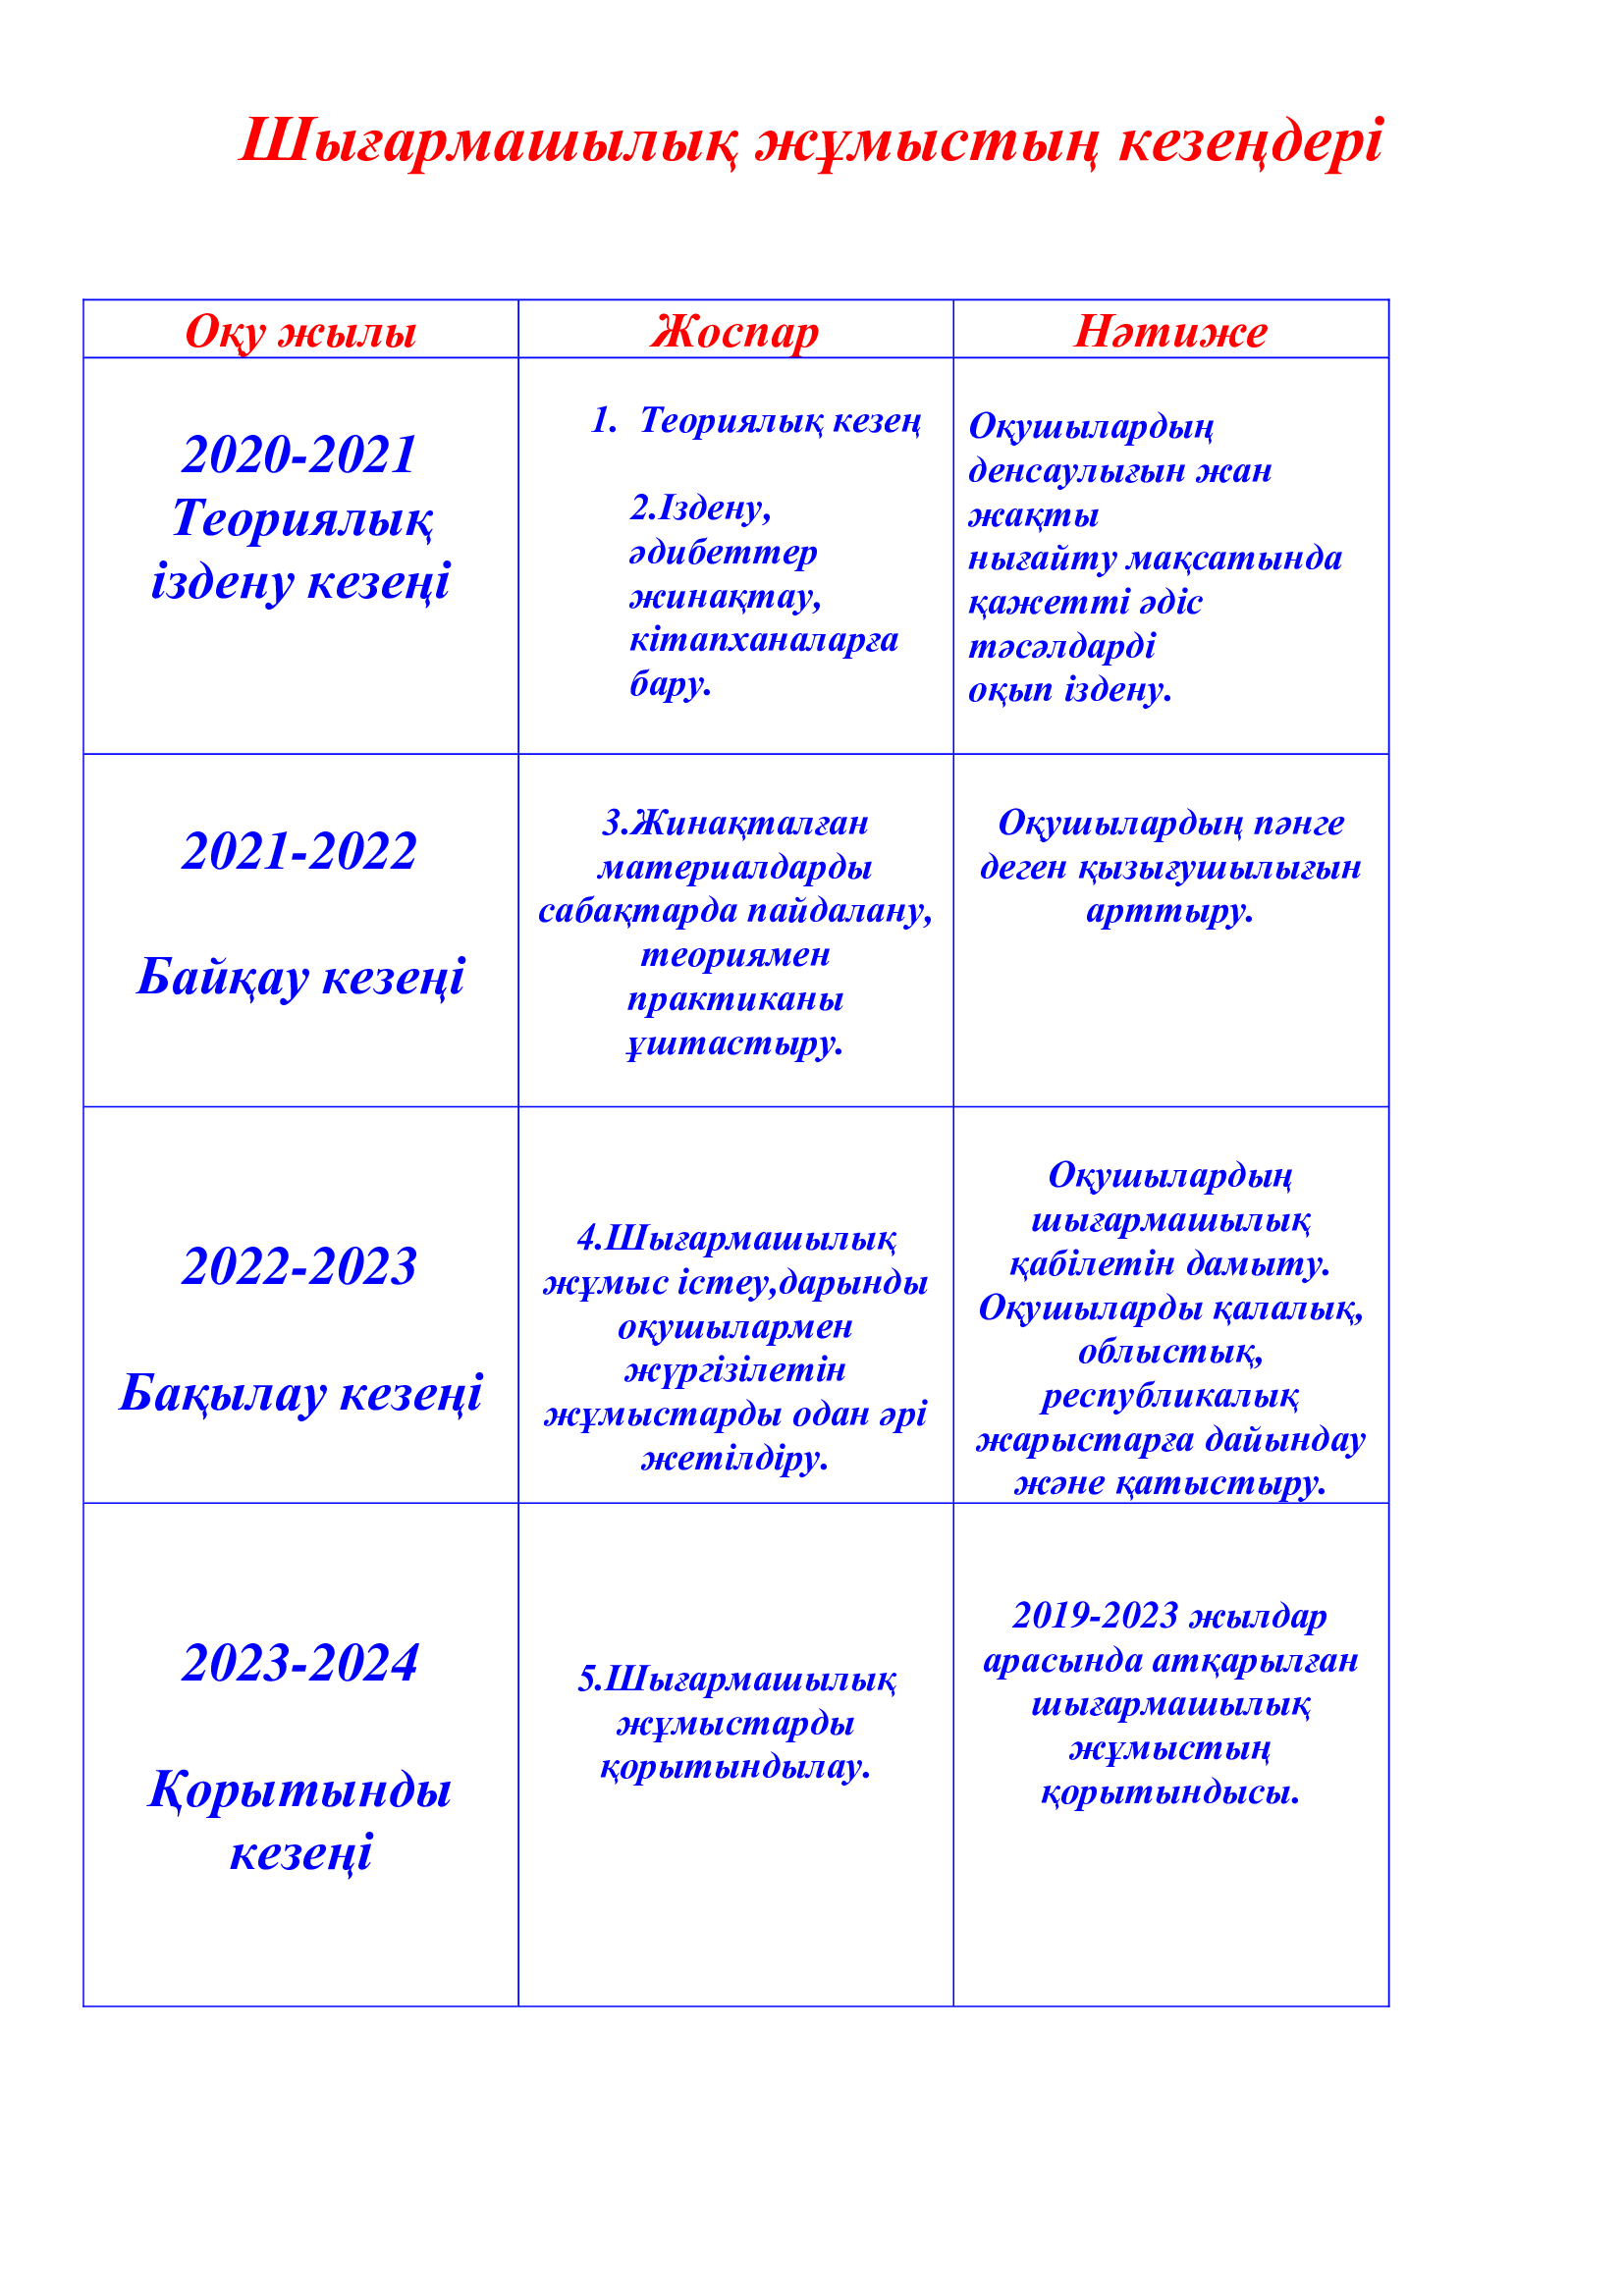 Шығармашылық жұмыстың кезеңдері
Оқу жылы
Жоспар
Нәтиже
2020-2021
Теориялық
іздену кезеңі
1. Теориялық кезең
2.Іздену,
әдибеттер
жинақтау,
кітапханаларға
бару.
Оқушылардың
денсаулығын жан
жақты
нығайту мақсатында
қажетті әдіс
тәсәлдарді
оқып іздену.
2021-2022
Байқау кезеңі
3.Жинақталған
материалдарды
сабақтарда пайдалану,
теориямен
практиканы
ұштастыру.
Оқушылардың пәнге
деген қызығушылығын
арттыру.
2022-2023
Бақылау кезеңі
4.Шығармашылық
жұмыс істеу,дарынды
оқушылармен
жүргізілетін
жұмыстарды одан әрі
жетілдіру.
Оқушылардың
шығармашылық
қабілетін дамыту.
Оқушыларды қалалық,
облыстық,
республикалық
жарыстарға дайындау
және қатыстыру.
2023-2024
Қорытынды
кезеңі
5.Шығармашылық
жұмыстарды
қорытындылау.
2019-2023 жылдар
арасында атқарылған
шығармашылық
жұмыстың
қорытындысы.